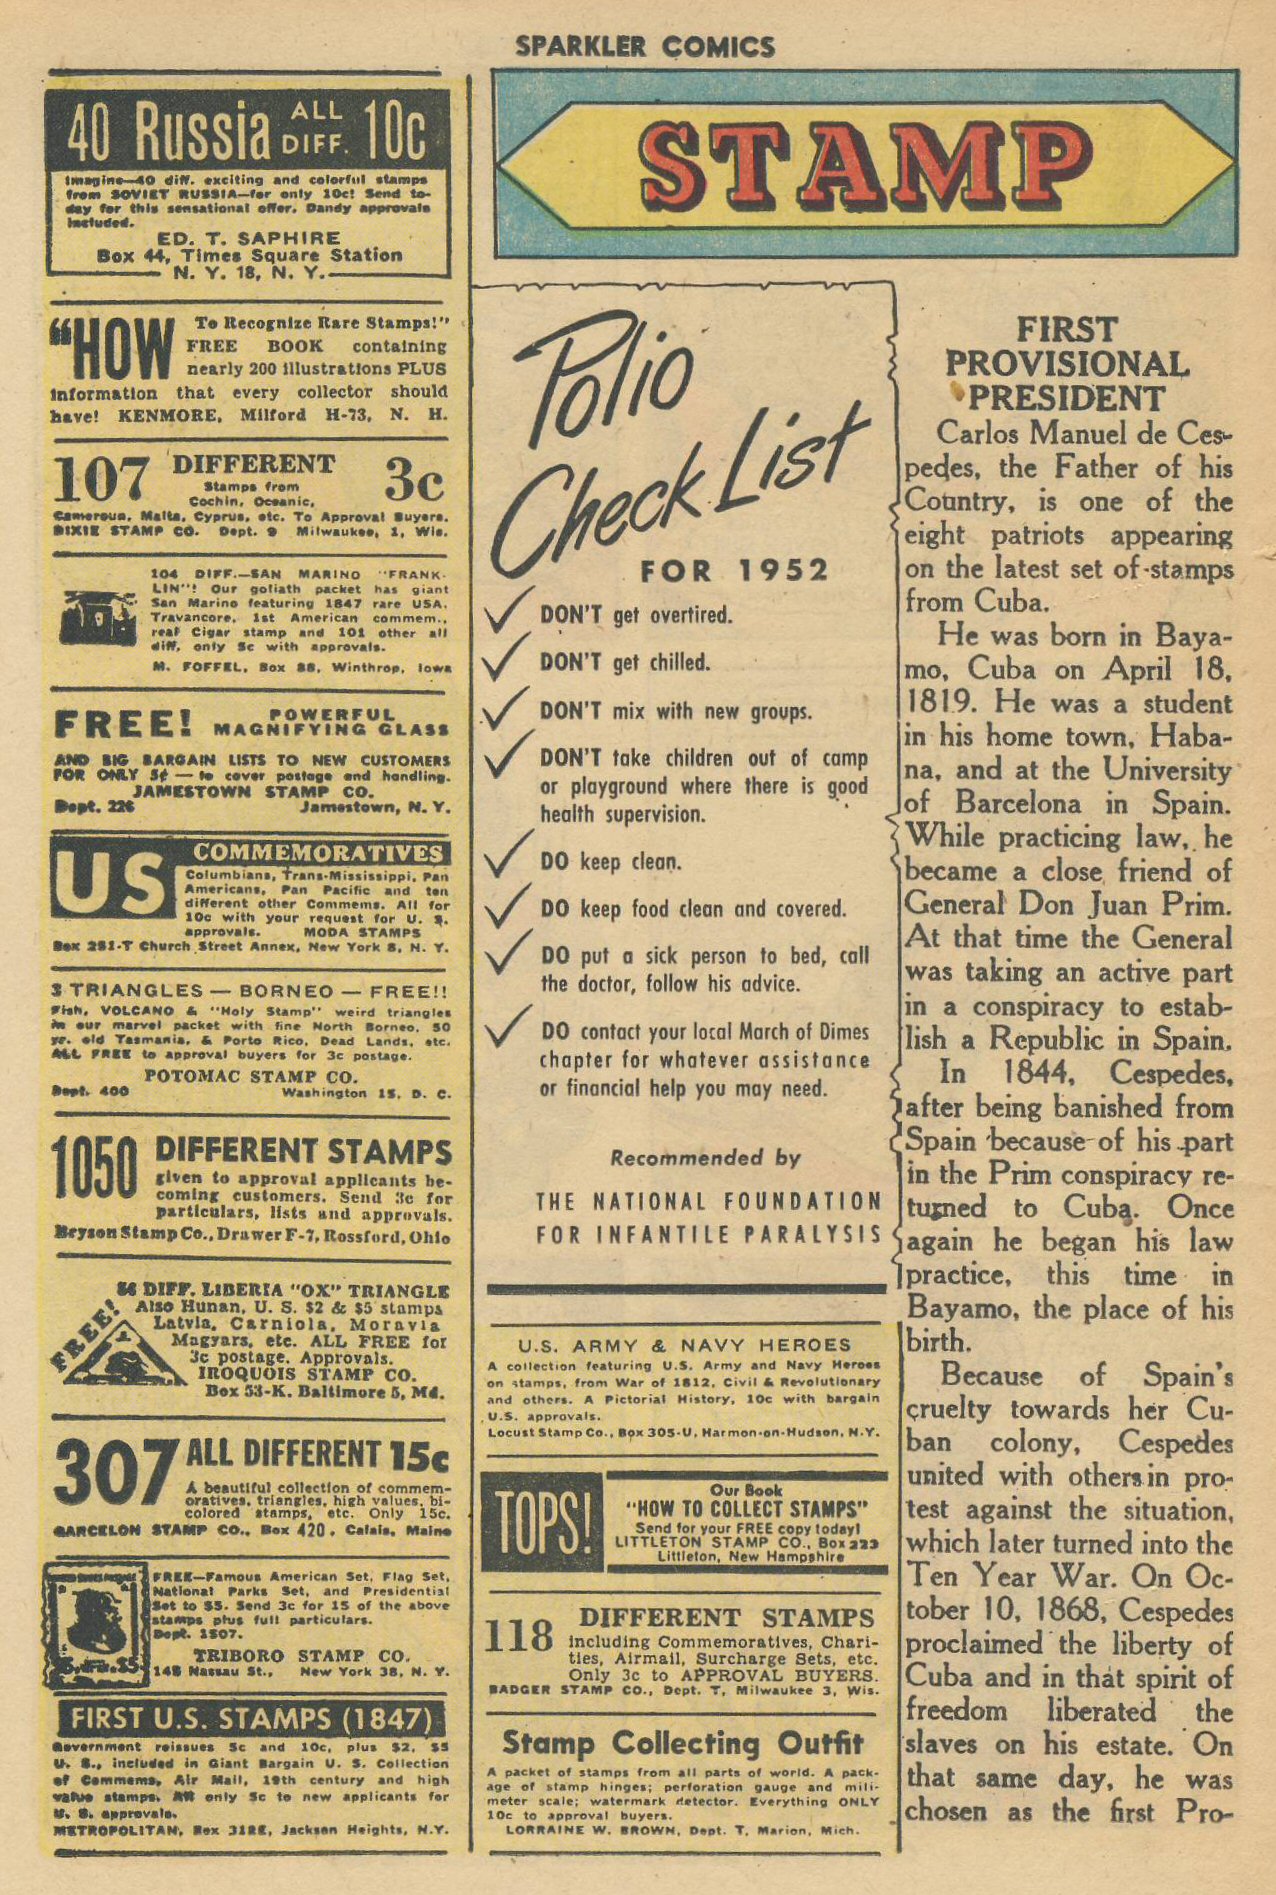 SPARKLER COMICS
40 Russia ALL DIFF. 10c
Imagine—40 diff. exciting and colorful stamps
from SOVIET RUSSIA—for only 10c! Send to-
day for this sensational offer. Dandy approvals
included.
ED. T. SAPHIRE
Box 44, Times Square Station
N. Y. 18, N. Y.
"HOW To Recognize Rare Stamps!"
FREE BOOK containing
nearly 200 illustrations PLUS
information that every collector should
have! KENMORE, Milford H-73, N. H.
107 DIFFERENT 3c
Stamps from
Cochin, Oceanic,
Cameroun, Malta, Cyprus, etc. To Approval Buyers.
DIXIE STAMP CO. Dept. 9 Milwaukee, 1, Wis.
104 DIFF.—SAN MARINO "FRANK-
LIN"! Our goliath packet has giant
San Marino featuring 1847 rare USA,
Travancore, 1st American commem.,
real Cigar stamp and 101 other all
diff, only 5c with approvals.
M. FOFFEL, Box 88, Winthrop, Iowa
FREE! POWERFUL
MAGNIFYING GLASS
AND BIG BARGAIN LISTS TO NEW CUSTOMERS
FOR ONLY 5¢ — to cover postage and handling.
JAMESTOWN STAMP CO.
Dept. 226 Jamestown, N. Y.
US COMMEMORATIVES
Columbians, Trans-Mississippi, Pan
Americans, Pan Pacific and ten
different other Commems. All for
10c with your request for U. S.
approvals. MODA STAMPS
Box 251-T Church Street Annex, New York 8, N. Y.
3 TRIANGLES — BORNEO — FREE!!
Fish, VOLCANO & "Holy Stamp" weird triangles
in our marvel packet with fine North Borneo, 50
yr. old Tasmania, & Porto Rico, Dead Lands, etc.
ALL FREE to approval buyers for 3c postage.
POTOMAC STAMP CO.
Dept. 400 Washington 15, D. C.
1050 DIFFERENT STAMPS
given to approval applicants be-
coming customers. Send 3c for
particulars, lists and approvals.
Bryson Stamp Co., Drawer F-7, Rossford, Ohio
FREE!
54 DIFF. LIBERIA "OX" TRIANGLE
Also Hunan, U. S. $2 & $5 stamps
Latvia, Carniola, Moravia
Magyars, etc. ALL FREE for
3c postage. Approvals.
IROQUOIS STAMP CO.
Box 53-K. Baltimore 5, Md.
307 ALL DIFFERENT 15c
A beautiful collection of commem-
oratives, triangles, high values, bi-
colored stamps, etc. Only 15c.
BARCELON STAMP CO., Box 420, Calais, Maine
FREE—Famous American Set, Flag Set,
National Parks Set, and Presidential
Set to $5. Send 3c for 15 of the above
stamps plus full particulars.
Dept. 1507.
TRIBORO STAMP CO.
148 Nassau St., New York 38, N. Y.
FIRST U.S. STAMPS (1847)
Government reissues 5c and 10c, plus $2, $5
U. S., included in Giant Bargain U. S. Collection
of Commems, Air Mail, 19th century and high
value stamps. All only 5c to new applicants for
U. S. approvals.
METROPOLITAN, Box 318E, Jackson Heights, N.Y.
STAMP
Polio
Check List
FOR 1952
DON'T get overtired.
DON'T get chilled.
DON'T mix with new groups.
DON'T take children out of camp
or playground where there is good
health supervision.
DO keep clean.
DO keep food clean and covered.
DO put a sick person to bed, call
the doctor, follow his advice.
DO contact your local March of Dimes
chapter for whatever assistance
or financial help you may need.
Recommended by
THE NATIONAL FOUNDATION
FOR INFANTILE PARALYSIS
U.S. ARMY & NAVY HEROES
A collection featuring U.S. Army and Navy Heroes
on stamps, from War of 1812, Civil & Revolutionary
and others. A Pictorial History, 10c with bargain
U.S. approvals.
Locust Stamp Co., Box 305-U, Harmon-on-Hudson, N.Y.
TOPS! Our Book
"HOW TO COLLECT STAMPS"
Send for your FREE copy today!
LITTLETON STAMP CO., Box 223
Littleton, New Hampshire
118 DIFFERENT STAMPS
including Commemoratives, Chari-
ties, Airmail, Surcharge Sets, etc.
Only 3c to APPROVAL BUYERS.
BADGER STAMP CO., Dept. T, Milwaukee 3, Wis.
Stamp Collecting Outfit
A packet of stamps from all parts of world. A pack-
age of stamp hinges; perforation gauge and mili-
meter scale; watermark detector. Everything ONLY
10c to approval buyers.
LORRAINE W. BROWN, Dept. T, Marion, Mich.
FIRST
PROVISIONAL
PRESIDENT
Carlos Manuel de Ces-
pedes, the Father of his
Country, is one of the
eight patriots appearing
on the latest set of stamps
from Cuba.
He was born in Baya-
mo, Cuba on April 18,
1819. He was a student
in his home town, Haba-
na, and at the University
of Barcelona in Spain.
While practicing law, he
became a close friend of
General Don Juan Prim.
At that time the General
was taking an active part
in a conspiracy to estab-
lish a Republic in Spain.
In 1844, Cespedes,
after being banished from
Spain because of his part
in the Prim conspiracy re-
turned to Cuba. Once
again he began his law
practice, this time in
Bayamo, the place of his
birth.
Because of Spain's
cruelty towards her Cu-
ban colony, Cespedes
united with others in pro-
test against the situation,
which later turned into the
Ten Year War. On Oc-
tober 10, 1868, Cespedes
proclaimed the liberty of
Cuba and in that spirit of
freedom liberated the
slaves on his estate. On
that same day, he was
chosen as the first Pro-